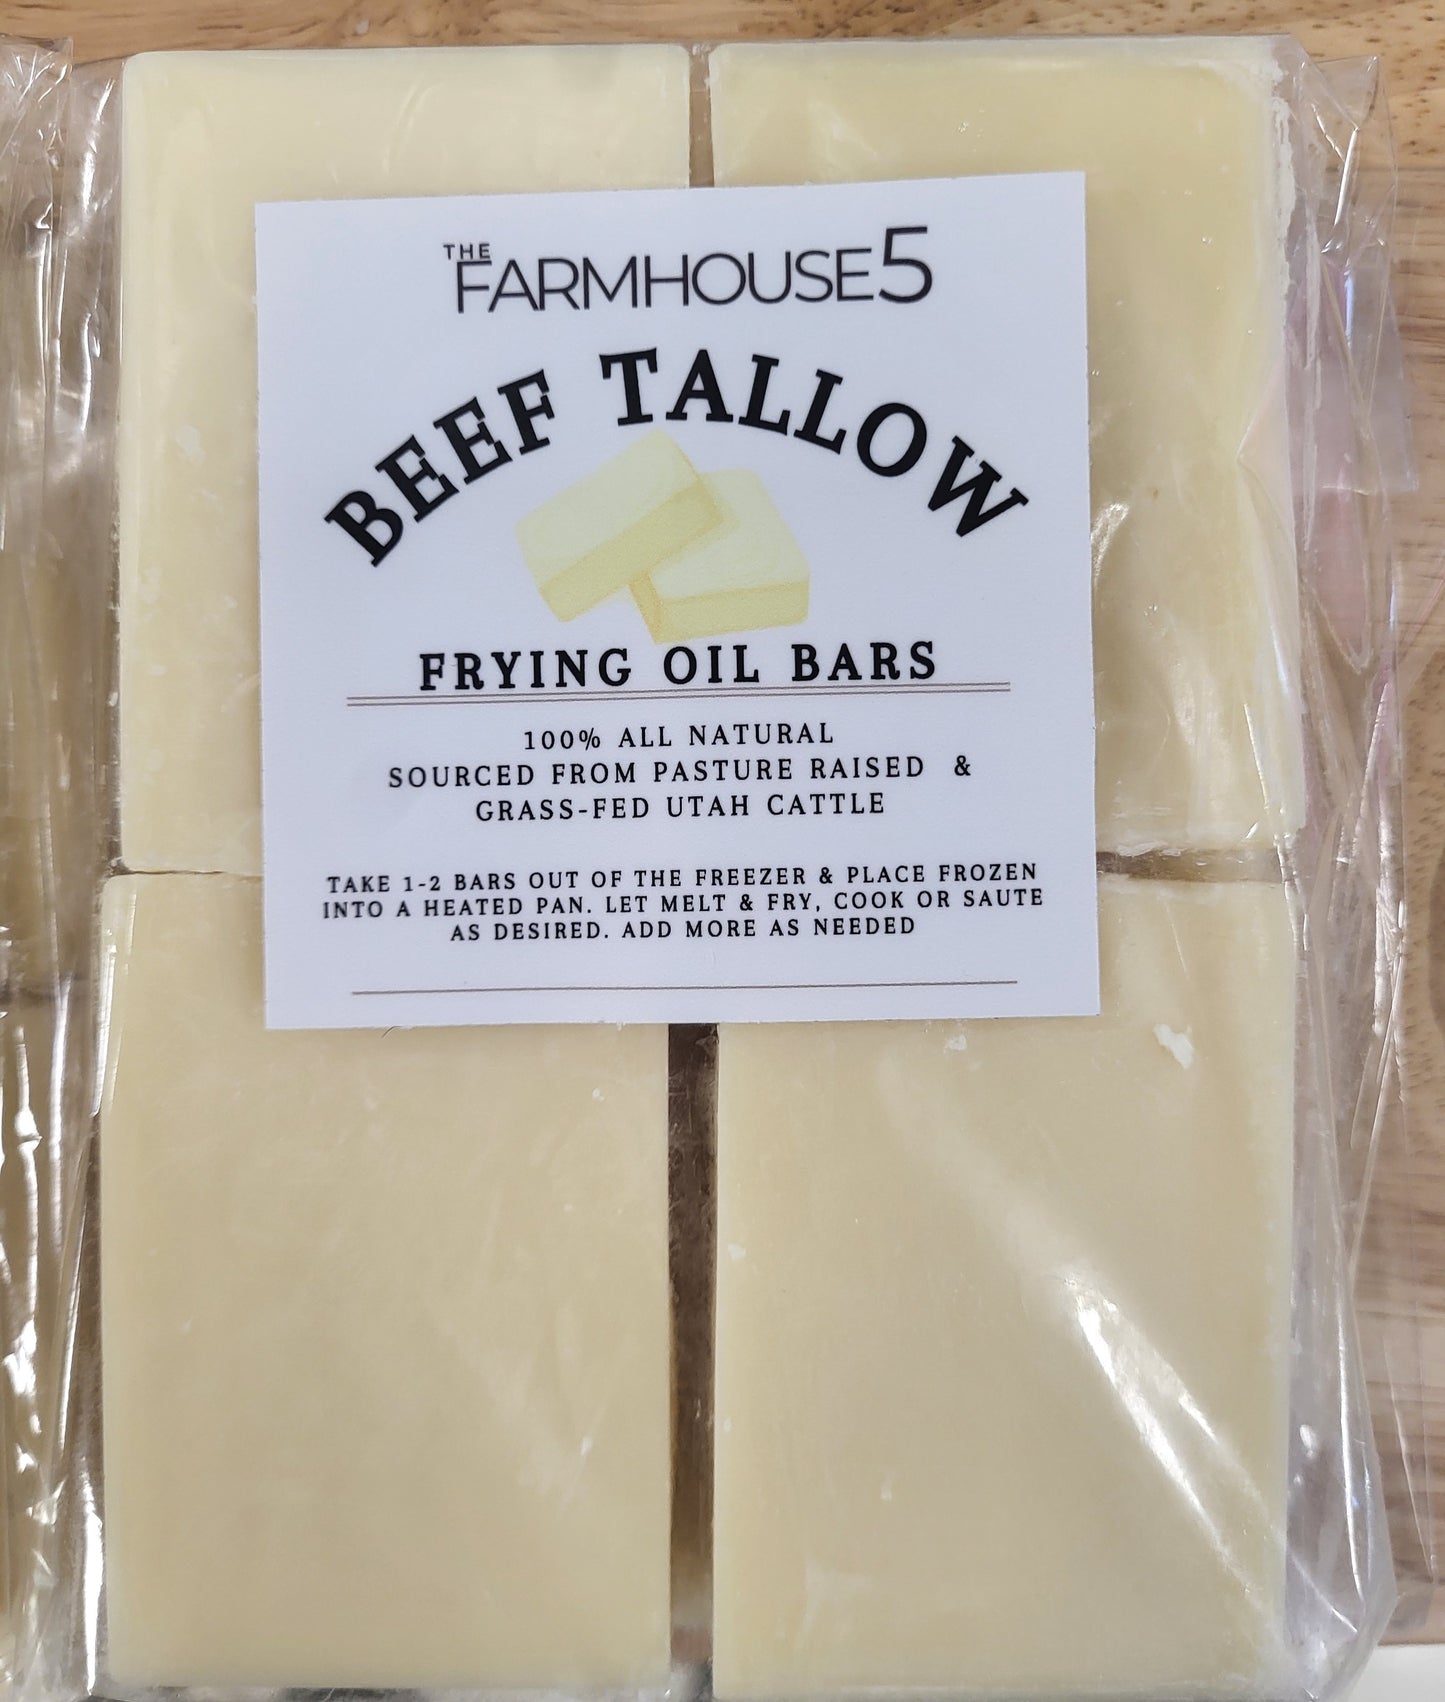 THE
FARMHOUSE5
BEEF TALLOW
FRYING OIL BARS
100% ALL NATURAL
SOURCED FROM PASTURE RAISED &
GRASS-FED UTAH CATTLE
TAKE 1-2 BARS OUT OF THE FREEZER & PLACE FROZEN
INTO A HEATED PAN. LET MELT & FRY, COOK OR SAUTE
AS DESIRED. ADD MORE AS NEEDED